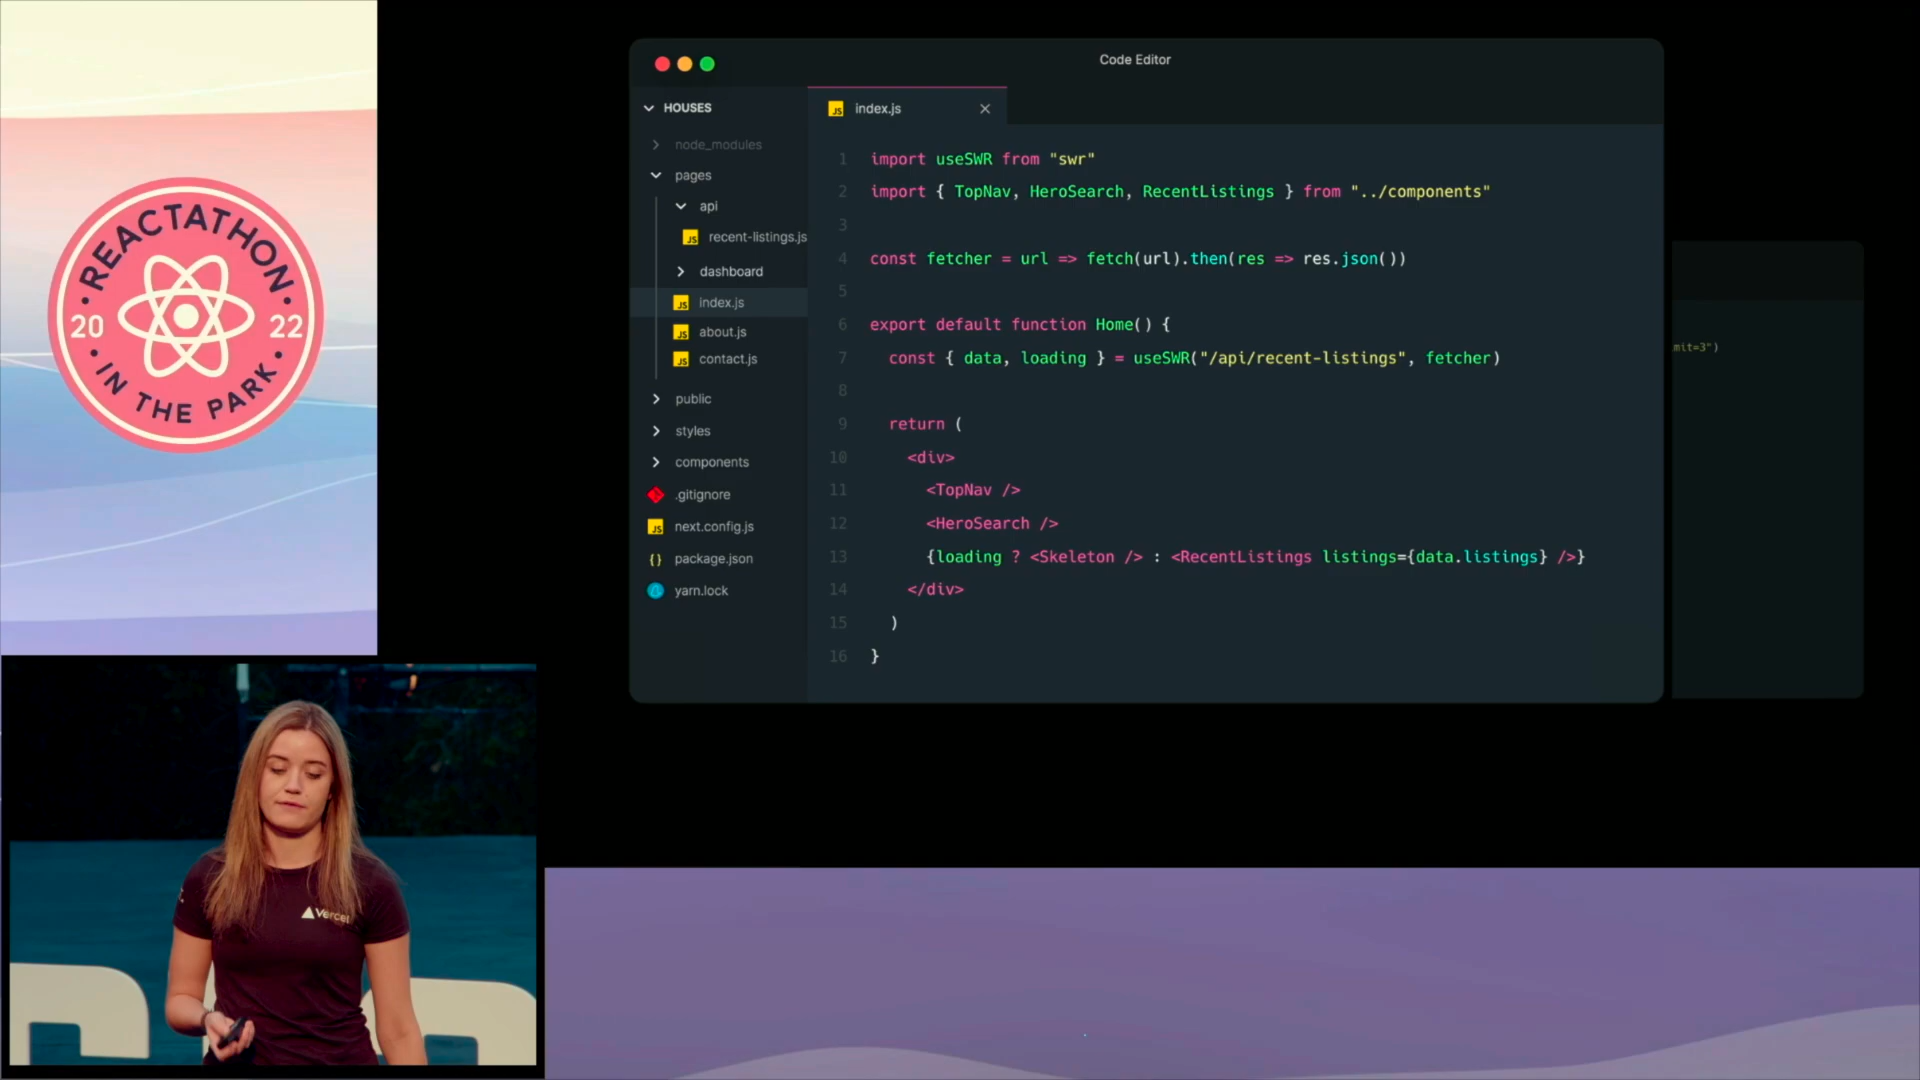 REACTATHON
20 22
IN THE PARK
Code Editor
HOUSES
node_modules
pages
api
recent-listings.js
dashboard
index.js
about.js
contact.js
public
styles
components
.gitignore
next.config.js
package.json
yarn.lock
index.js
1 import useSWR from "swr"
2 import { TopNav, HeroSearch, RecentListings } from "../components"
3
4 const fetcher = url => fetch(url).then(res => res.json())
5
6 export default function Home() {
7 const { data, loading } = useSWR("/api/recent-listings", fetcher)
8
9 return (
10 <div>
11 <TopNav />
12 <HeroSearch />
13 {loading ? <Skeleton /> : <RecentListings listings={data.listings} />}
14 </div>
15 )
16 }
mit=3")
Vercel